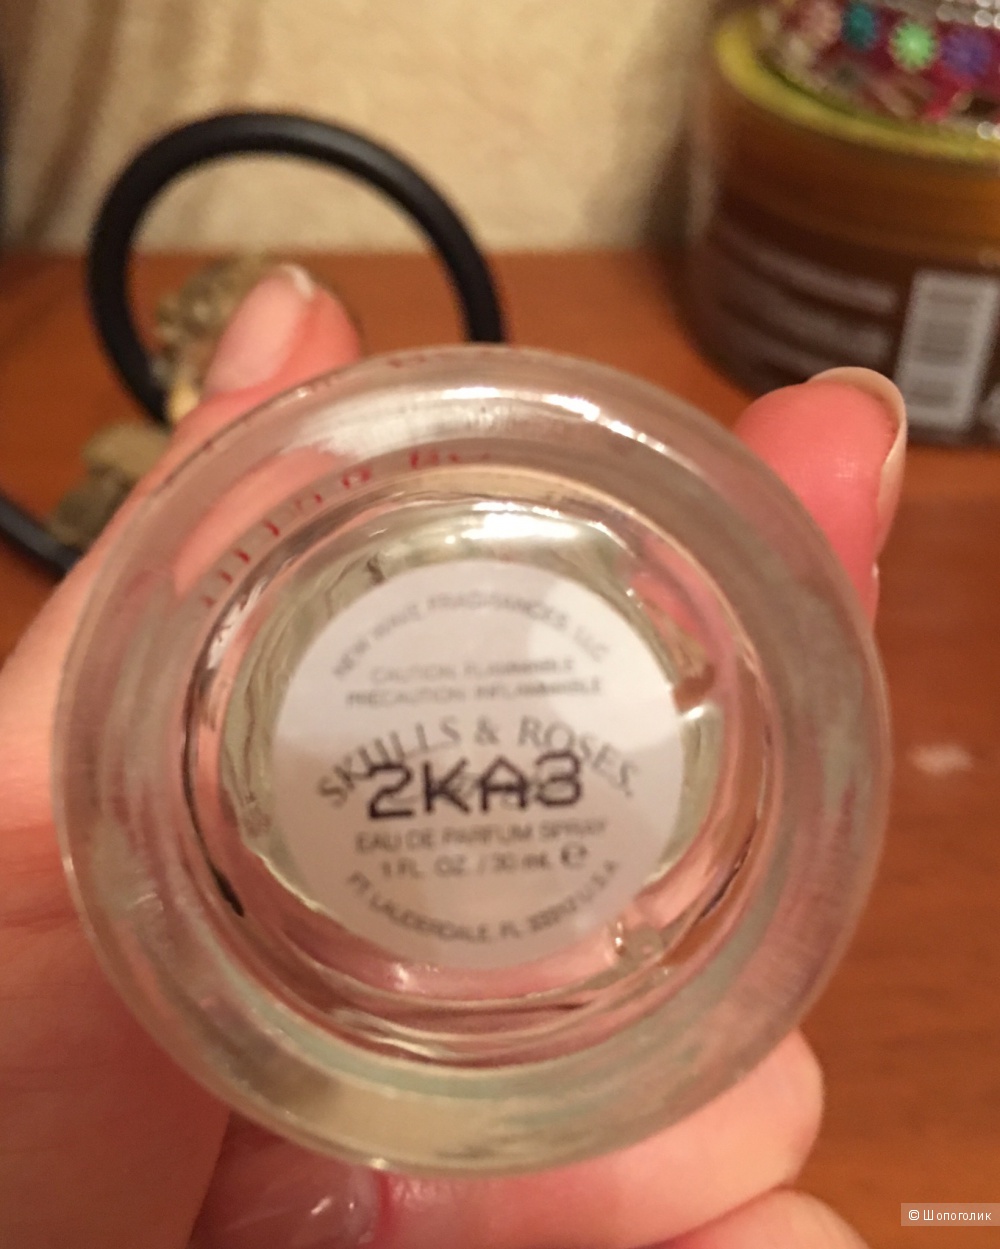 NEW WAVE FRAGRANCES, LLC
CAUTION: FLAMMABLE
PRECAUTION: INFLAMMABLE
SKULLS & ROSES
2KA3
EAU DE PARFUM SPRAY
1 FL. OZ. / 30 mL ℮
FT. LAUDERDALE, FL U.S.A
© Шопоголик